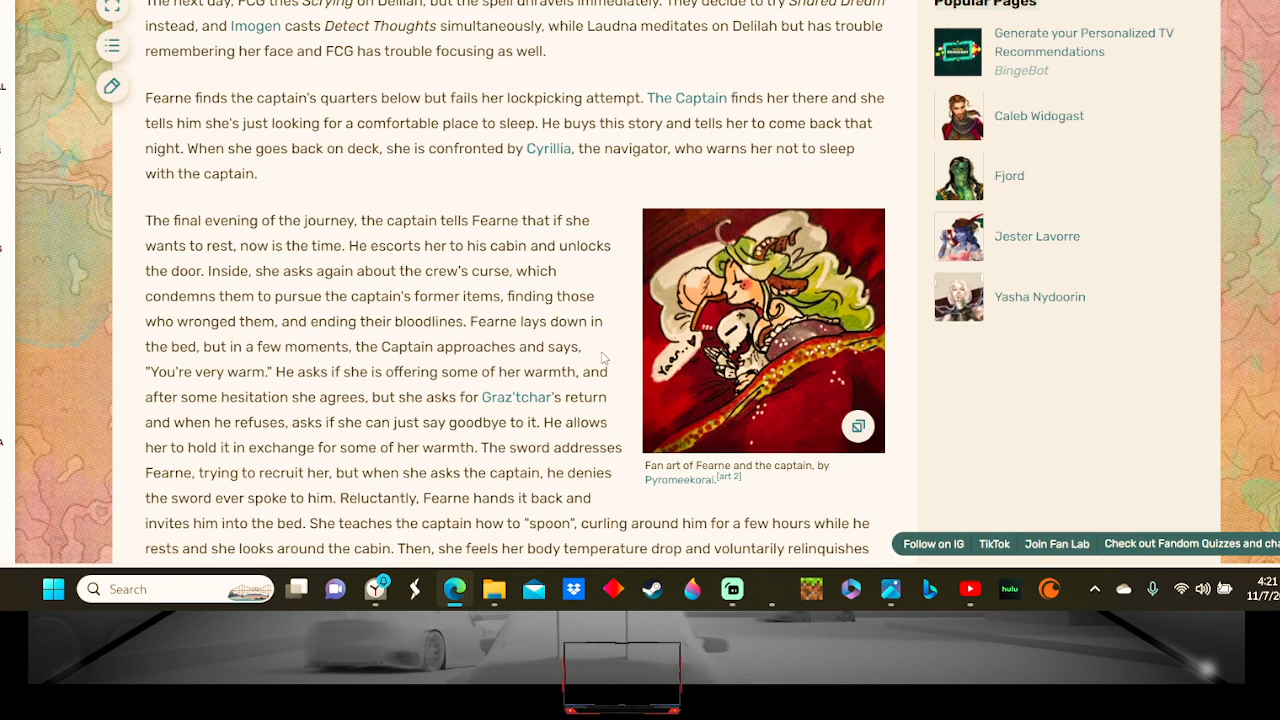 The next day, FCG tries Scrying on Delilah, but the spell unravels immediately. They decide to try Shared Dream
instead, and Imogen casts Detect Thoughts simultaneously, while Laudna meditates on Delilah but has trouble
remembering her face and FCG has trouble focusing as well.
Fearne finds the captain's quarters below but fails her lockpicking attempt. The Captain finds her there and she
tells him she's just looking for a comfortable place to sleep. He buys this story and tells her to come back that
night. When she goes back on deck, she is confronted by Cyrillia, the navigator, who warns her not to sleep
with the captain.
The final evening of the journey, the captain tells Fearne that if she
wants to rest, now is the time. He escorts her to his cabin and unlocks
the door. Inside, she asks again about the crew's curse, which
condemns them to pursue the captain's former items, finding those
who wronged them, and ending their bloodlines. Fearne lays down in
the bed, but in a few moments, the Captain approaches and says,
"You're very warm." He asks if she is offering some of her warmth, and
after some hesitation she agrees, but she asks for Graz'tchar's return
and when he refuses, asks if she can just say goodbye to it. He allows
her to hold it in exchange for some of her warmth. The sword addresses
Fearne, trying to recruit her, but when she asks the captain, he denies
the sword ever spoke to him. Reluctantly, Fearne hands it back and
invites him into the bed. She teaches the captain how to "spoon", curling around him for a few hours while he
rests and she looks around the cabin. Then, she feels her body temperature drop and voluntarily relinquishes
Yaar..
Fan art of Fearne and the captain, by
Pyromeekorai.[art 2]
Popular Pages
Generate your Personalized TV
Recommendations
BingeBot
Caleb Widogast
Fjord
Jester Lavorre
Yasha Nydoorin
Follow on IG
TikTok
Join Fan Lab
Check out Fandom Quizzes and cha
Search
hulu
4:21
11/7/20